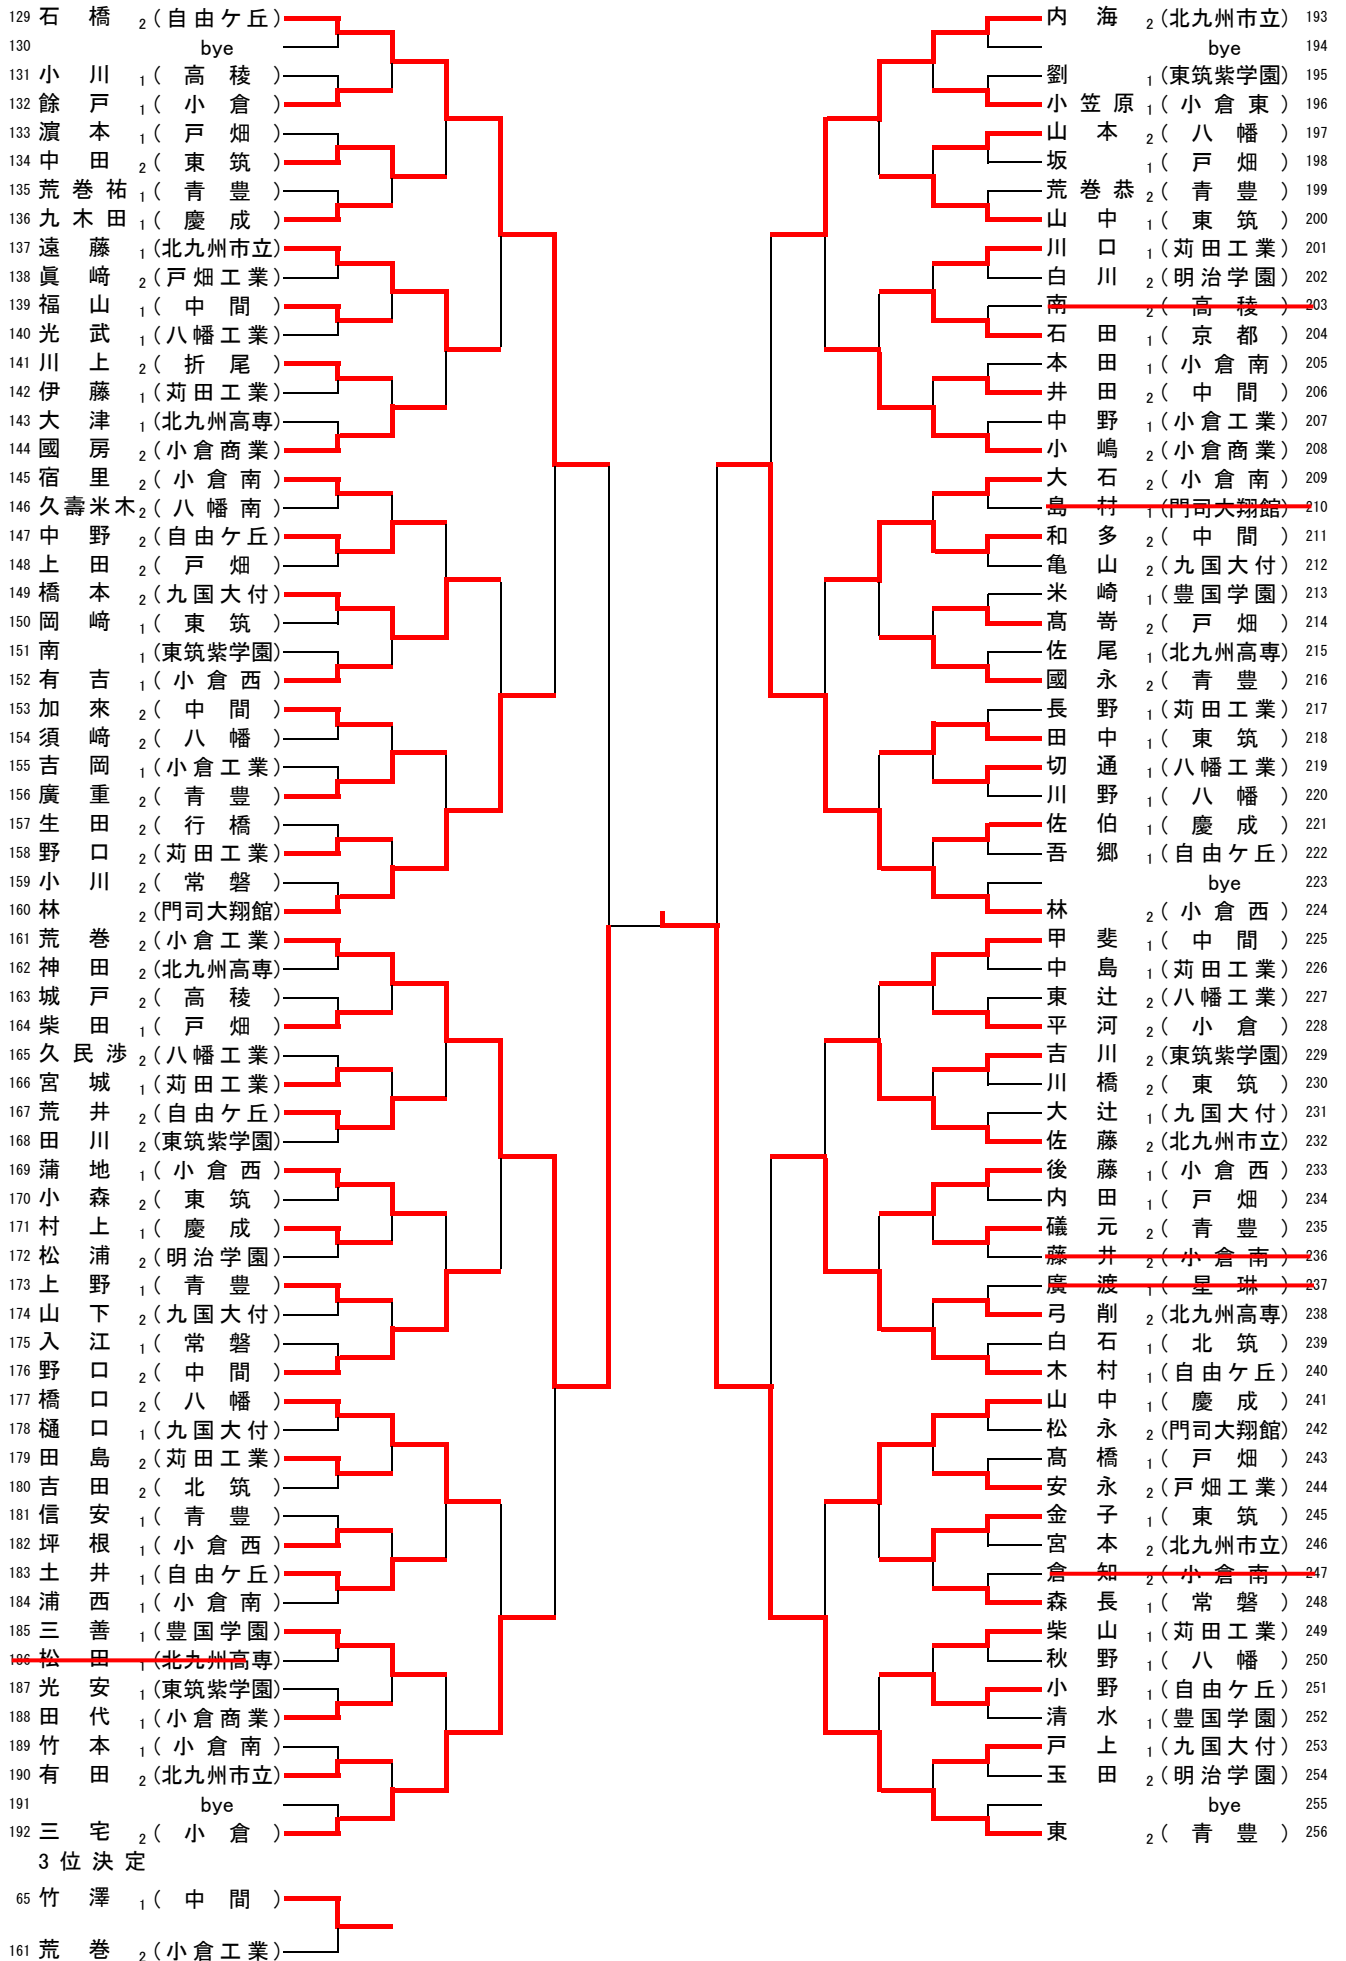 129 石橋 2 (自由ケ丘)
130 bye
131 小川 1 (高稜)
132 餘戸 1 (小倉)
133 濵本 1 (戸畑)
134 中田 2 (東筑)
135 荒巻祐 1 (青豊)
136 九木田 1 (慶成)
137 遠藤 1 (北九州市立)
138 眞﨑 2 (戸畑工業)
139 福山 1 (中間)
140 光武 1 (八幡工業)
141 川上 2 (折尾)
142 伊藤 1 (苅田工業)
143 大津 1 (北九州高専)
144 國房 2 (小倉商業)
145 宿里 2 (小倉南)
146 久壽米木 2 (八幡南)
147 中野 2 (自由ケ丘)
148 上田 2 (戸畑)
149 橋本 2 (九国大付)
150 岡﨑 1 (東筑)
151 南 1 (東筑紫学園)
152 有吉 1 (小倉西)
153 加來 2 (中間)
154 須﨑 2 (八幡)
155 吉岡 1 (小倉工業)
156 廣重 2 (青豊)
157 生田 2 (行橋)
158 野口 2 (苅田工業)
159 小川 2 (常磐)
160 林 2 (門司大翔館)
161 荒巻 2 (小倉工業)
162 神田 2 (北九州高専)
163 城戸 2 (高稜)
164 柴田 1 (戸畑)
165 久民渉 2 (八幡工業)
166 宮城 1 (苅田工業)
167 荒井 2 (自由ケ丘)
168 田川 2 (東筑紫学園)
169 蒲地 1 (小倉西)
170 小森 2 (東筑)
171 村上 1 (慶成)
172 松浦 2 (明治学園)
173 上野 1 (青豊)
174 山下 2 (九国大付)
175 入江 1 (常磐)
176 野口 2 (中間)
177 橋口 2 (八幡)
178 樋口 1 (九国大付)
179 田島 2 (苅田工業)
180 吉田 2 (北筑)
181 信安 1 (青豊)
182 坪根 1 (小倉西)
183 土井 1 (自由ケ丘)
184 浦西 1 (小倉南)
185 三善 1 (豊国学園)
186 松田 1 (北九州高専)
187 光安 1 (東筑紫学園)
188 田代 1 (小倉商業)
189 竹本 1 (小倉南)
190 有田 2 (北九州市立)
191 bye
192 三宅 2 (小倉)
3位決定
65 竹澤 1 (中間)
161 荒巻 2 (小倉工業)
内海 2 (北九州市立) 193
bye 194
劉 1 (東筑紫学園) 195
小笠原 1 (小倉東) 196
山本 2 (八幡) 197
坂 1 (戸畑) 198
荒巻恭 2 (青豊) 199
山中 1 (東筑) 200
川口 1 (苅田工業) 201
白川 2 (明治学園) 202
南 2 (高稜) 203
石田 1 (京都) 204
本田 1 (小倉南) 205
井田 2 (中間) 206
中野 1 (小倉工業) 207
小嶋 2 (小倉商業) 208
大石 2 (小倉南) 209
島村 1 (門司大翔館) 210
和多 2 (中間) 211
亀山 2 (九国大付) 212
米崎 1 (豊国学園) 213
髙嵜 2 (戸畑) 214
佐尾 1 (北九州高専) 215
國永 2 (青豊) 216
長野 1 (苅田工業) 217
田中 1 (東筑) 218
切通 1 (八幡工業) 219
川野 1 (八幡) 220
佐伯 1 (慶成) 221
吾郷 1 (自由ケ丘) 222
bye 223
林 2 (小倉西) 224
甲斐 1 (中間) 225
中島 1 (苅田工業) 226
東辻 2 (八幡工業) 227
平河 2 (小倉) 228
吉川 2 (東筑紫学園) 229
川橋 2 (東筑) 230
大辻 1 (九国大付) 231
佐藤 2 (北九州市立) 232
後藤 1 (小倉西) 233
内田 1 (戸畑) 234
礒元 2 (青豊) 235
藤井 2 (小倉南) 236
廣渡 1 (星琳) 237
弓削 2 (北九州高専) 238
白石 1 (北筑) 239
木村 1 (自由ケ丘) 240
山中 1 (慶成) 241
松永 2 (門司大翔館) 242
髙橋 1 (戸畑) 243
安永 2 (戸畑工業) 244
金子 1 (東筑) 245
宮本 2 (北九州市立) 246
倉知 2 (小倉南) 247
森長 1 (常磐) 248
柴山 1 (苅田工業) 249
秋野 1 (八幡) 250
小野 1 (自由ケ丘) 251
清水 1 (豊国学園) 252
戸上 1 (九国大付) 253
玉田 2 (明治学園) 254
bye 255
東 2 (青豊) 256